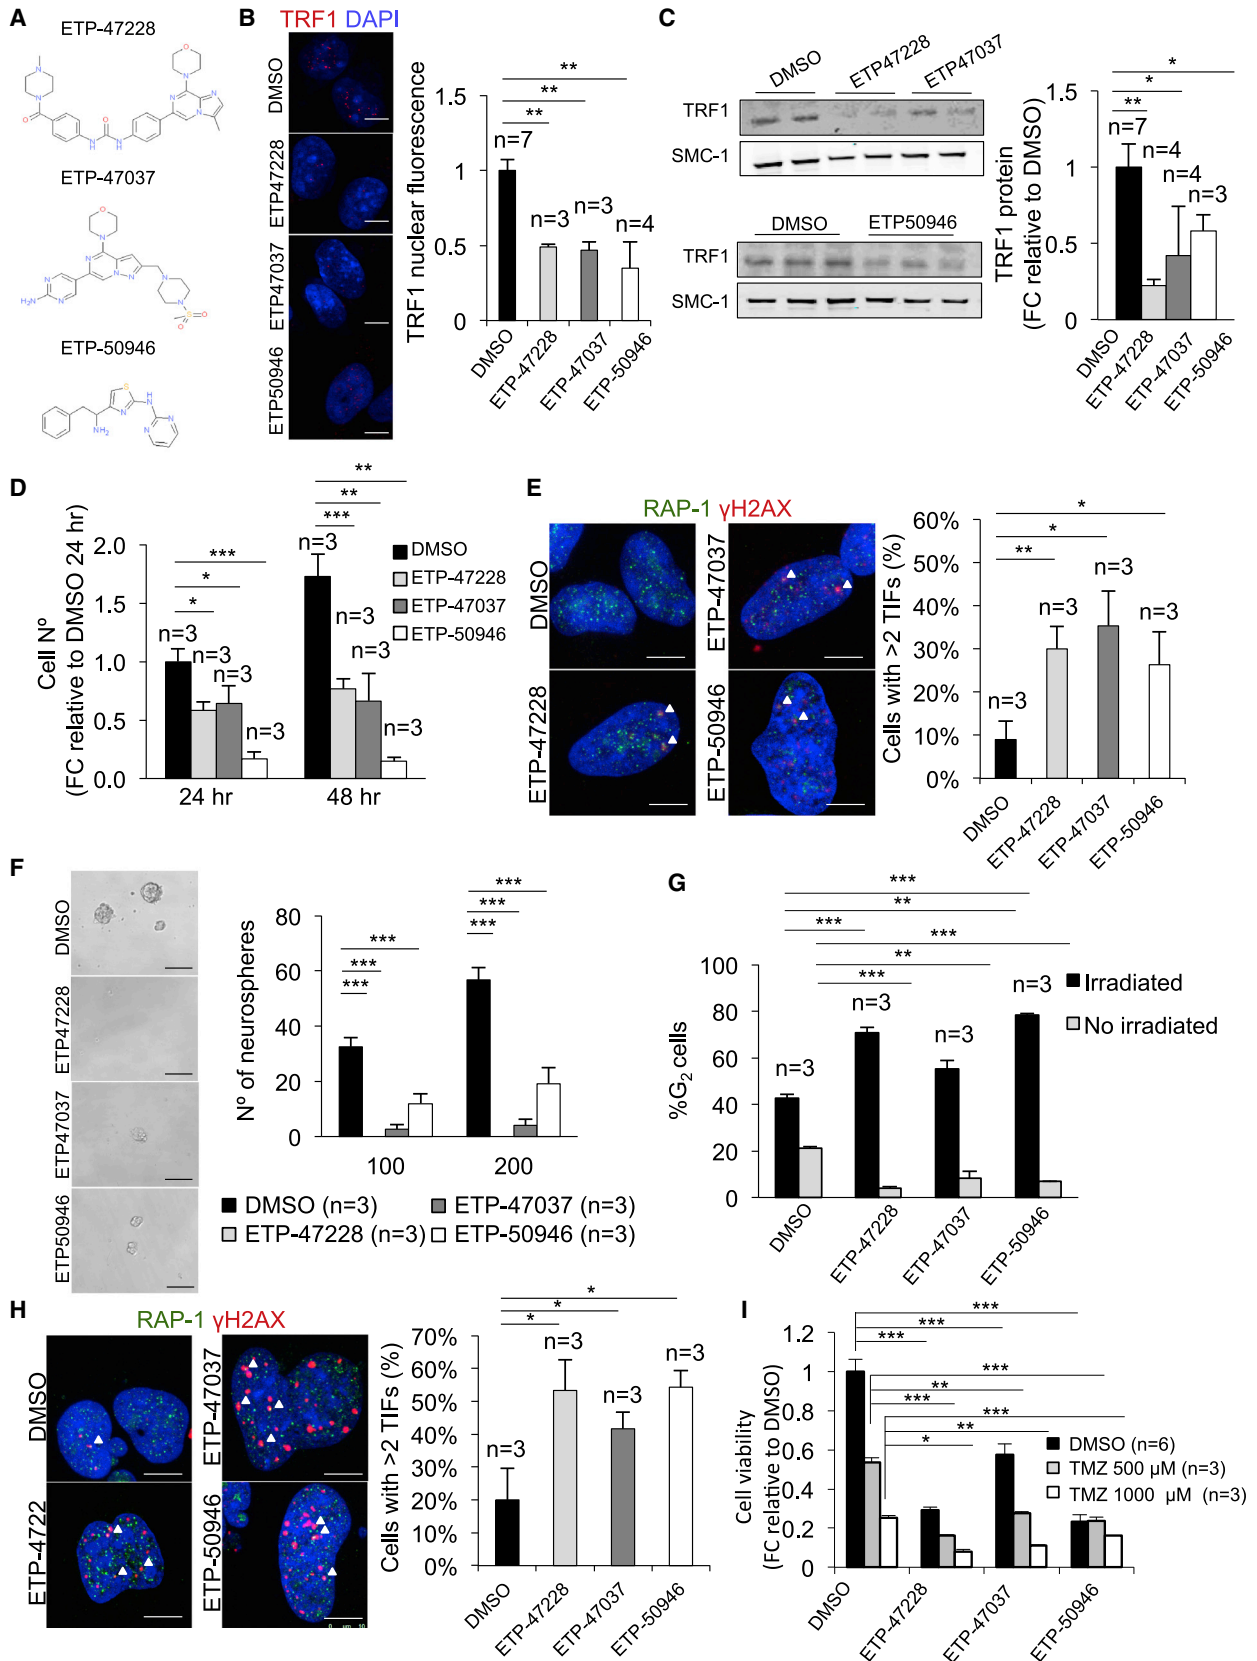 A
ETP-47228
ETP-47037
ETP-50946
B
TRF1 DAPI
DMSO
ETP47228
ETP47037
ETP50946
TRF1 nuclear fluorescence
1.5
1
0.5
0
**
**
**
n=7
n=3
n=3
n=4
DMSO
ETP-47228
ETP-47037
ETP-50946
C
DMSO
ETP47228
ETP47037
TRF1
SMC-1
DMSO
ETP50946
TRF1
SMC-1
TRF1 protein
(FC relative to DMSO)
1.5
1
0.5
0
*
*
**
n=7
n=4
n=4
n=3
DMSO
ETP-47228
ETP-47037
ETP-50946
D
Cell Nº
(FC relative to DMSO 24 hr)
2.0
1.5
1.0
0.5
0.0
***
*
*
n=3
n=3
n=3
n=3
**
**
***
n=3
n=3
n=3
n=3
24 hr
48 hr
DMSO
ETP-47228
ETP-47037
ETP-50946
E
RAP-1 γH2AX
DMSO
ETP-47037
ETP-47228
ETP-50946
Cells with >2 TIFs (%)
60%
50%
40%
30%
20%
10%
0%
*
*
**
n=3
n=3
n=3
n=3
DMSO
ETP-47228
ETP-47037
ETP-50946
F
DMSO
ETP47228
ETP47037
ETP50946
Nº of neurospheres
80
60
40
20
0
***
***
***
***
***
***
100
200
DMSO (n=3)
ETP-47037 (n=3)
ETP-47228 (n=3)
ETP-50946 (n=3)
G
%G2 cells
100
80
60
40
20
0
***
**
***
***
**
***
n=3
n=3
n=3
n=3
Irradiated
No irradiated
DMSO
ETP-47228
ETP-47037
ETP-50946
H
RAP-1 γH2AX
DMSO
ETP-47037
ETP-4722
ETP-50946
0 µm 10
Cells with >2 TIFs (%)
70%
60%
50%
40%
30%
20%
10%
0%
*
*
*
n=3
n=3
n=3
n=3
DMSO
ETP-47228
ETP-47037
ETP-50946
I
Cell viability
(FC relative to DMSO)
1.2
1
0.8
0.6
0.4
0.2
0
***
***
***
***
**
***
***
**
*
DMSO (n=6)
TMZ 500 µM (n=3)
TMZ 1000 µM (n=3)
DMSO
ETP-47228
ETP-47037
ETP-50946